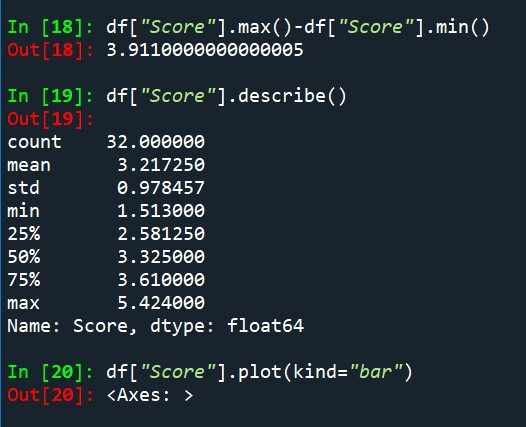 In [18]: df["Score"].max()-df["Score"].min()
Out[18]: 3.9110000000000005
In [19]: df["Score"].describe()
Out[19]:
count    32.000000
mean      3.217250
std       0.978457
min       1.513000
25%       2.581250
50%       3.325000
75%       3.610000
max       5.424000
Name: Score, dtype: float64
In [20]: df["Score"].plot(kind="bar")
Out[20]: <Axes: >